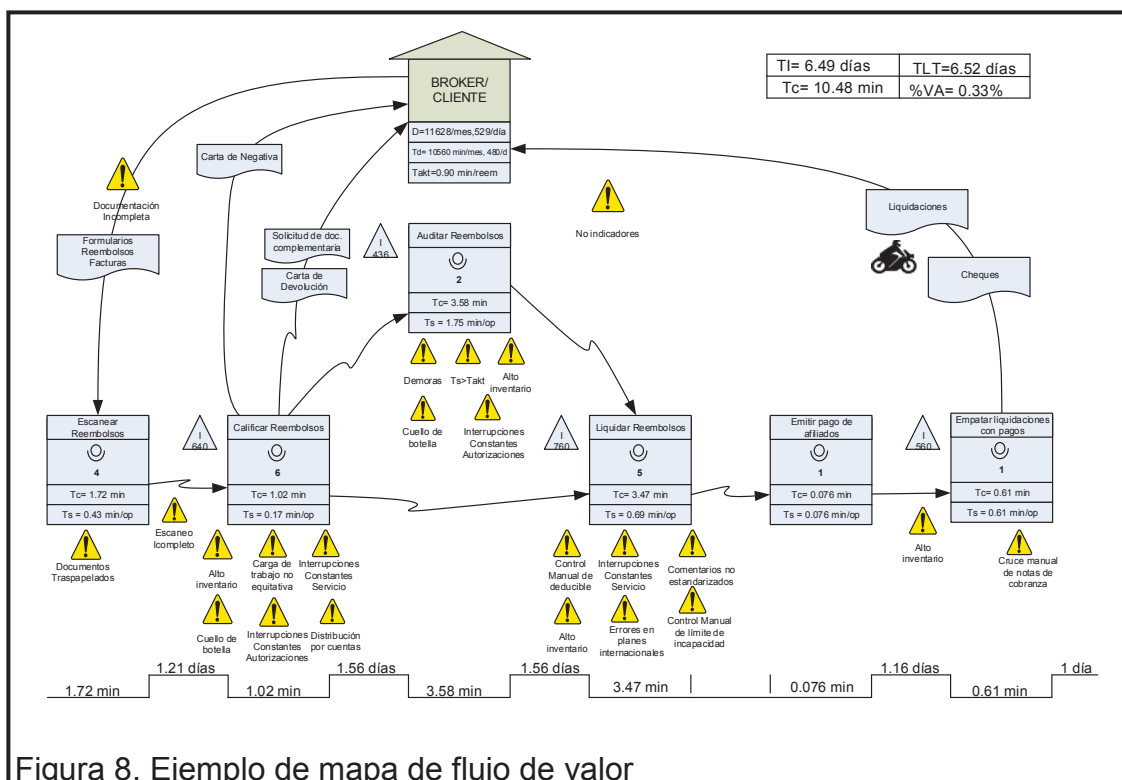 BROKER/
CLIENTE
D=11628/mes,529/día
Td= 10560 min/mes, 480/d
Takt=0.90 min/reem
TI= 6.49 días
TLT=6.52 días
Tc= 10.48 min
%VA= 0.33%
Carta de Negativa
Documentación
Incompleta
Formularios
Reembolsos
Facturas
Solicitud de doc.
complementaria
Carta de
Devolución
I
436
Auditar Reembolsos
2
Tc= 3.58 min
Ts = 1.75 min/op
Demoras
Ts>Takt
Alto
inventario
Cuello de
botella
Interrupciones
Constantes
Autorizaciones
No indicadores
Liquidaciones
Cheques
Escanear
Reembolsos
4
Tc= 1.72 min
Ts = 0.43 min/op
Documentos
Traspapelados
Escaneo
Icompleto
I
640
Calificar Reembolsos
6
Tc= 1.02 min
Ts = 0.17 min/op
Alto
inventario
Carga de
trabajo no
equitativa
Interrupciones
Constantes
Servicio
Cuello de
botella
Interrupciones
Constantes
Autorizaciones
Distribución
por cuentas
I
760
Liquidar Reembolsos
5
Tc= 3.47 min
Ts = 0.69 min/op
Control
Manual de
deducible
Interrupciones
Constantes
Servicio
Comentarios no
estandarizados
Alto
inventario
Errores en
planes
internacionales
Control Manual
de límite de
incapacidad
Emitir pago de
afiliados
1
Tc= 0.076 min
Ts = 0.076 min/op
I
560
Alto
inventario
Empatar liquidaciones
con pagos
1
Tc= 0.61 min
Ts = 0.61 min/op
Cruce manual
de notas de
cobranza
1.72 min
1.21 días
1.02 min
1.56 días
3.58 min
1.56 días
3.47 min
0.076 min
1.16 días
0.61 min
1 día
Figura 8. Ejemplo de mapa de flujo de valor